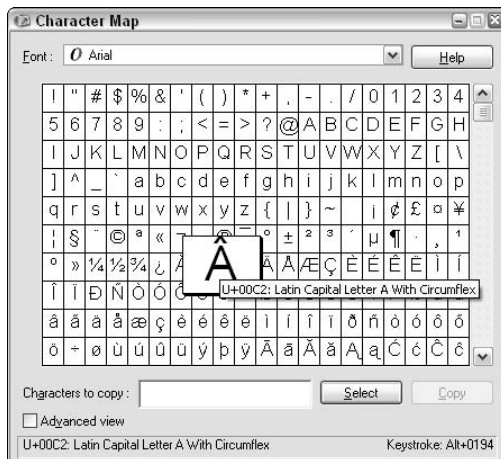 Character Map
Font : O Arial Help
! " # $ % & ' ( ) * + , - . / 0 1 2 3 4
5 6 7 8 9 : ; < = > ? @ A B C D E F G H
I J K L M N O P Q R S T U V W X Y Z [ \
] ^ _ ` a b c d e f g h i j k l m n o p
q r s t u v w x y z { | } ~ ¡ ¢ £ ¤ ¥
¦ § ¨ © ª « ¬ ® ¯ ° ± ² ³ ´ µ ¶ · ¸ ¹
º » ¼ ½ ¾ ¿ À Â Ä Å Æ Ç È É Ê Ë Ì Í
U+00C2: Latin Capital Letter A With Circumflex
Î Ï Ð Ñ Ò Ó Ô
â ã ä å æ ç è é ê ë ì í î ï ð ñ ò ó ô õ
ö ÷ ø ù ú û ü ý þ ÿ Ā ā Ă ă Ą ą Ć ć Ĉ ĉ
Characters to copy : Select Copy
Advanced view
U+00C2: Latin Capital Letter A With Circumflex Keystroke: Alt+0194